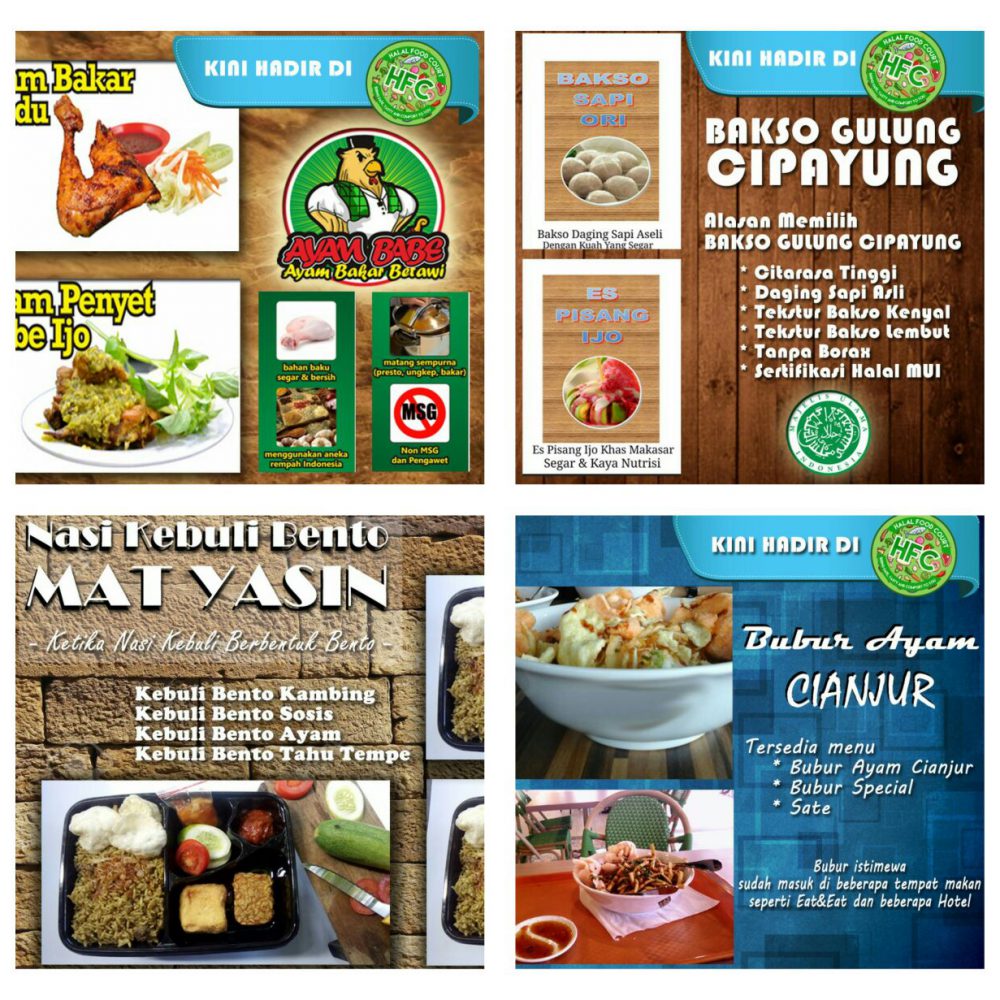 KINI HADIR DI
HALAL FOOD COURT
HFC
m Bakar
du
AYAM BABE
Ayam Bakar Betawi
am Penyet
be Ijo
bahan baku
segar & bersih
matang sempurna
(presto, ungkep, bakar)
menggunakan aneka
rempah Indonesia
MSG
Non MSG
dan Pengawet
KINI HADIR DI
HALAL FOOD COURT
HFC
BAKSO
SAPI
ORI
Bakso Daging Sapi Aseli
Dengan Kuah Yang Segar
ES
PISANG
IJO
Es Pisang Ijo Khas Makasar
Segar & Kaya Nutrisi
BAKSO GULUNG
CIPAYUNG
Alasan Memilih
BAKSO GULUNG CIPAYUNG
* Citarasa Tinggi
* Daging Sapi Asli
* Tekstur Bakso Kenyal
* Tekstur Bakso Lembut
* Tanpa Borax
* Sertifikasi Halal MUI
MAJELIS ULAMA
حلال
INDONESIA
Nasi Kebuli Bento
MAT YASIN
- Ketika Nasi Kebuli Berbentuk Bento -
Kebuli Bento Kambing
Kebuli Bento Sosis
Kebuli Bento Ayam
Kebuli Bento Tahu Tempe
KINI HADIR DI
HALAL FOOD COURT
HFC
Bubur Ayam
CIANJUR
Tersedia menu
* Bubur Ayam Cianjur
* Bubur Special
* Sate
Bubur istimewa
sudah masuk di beberapa tempat makan
seperti Eat&Eat dan beberapa Hotel